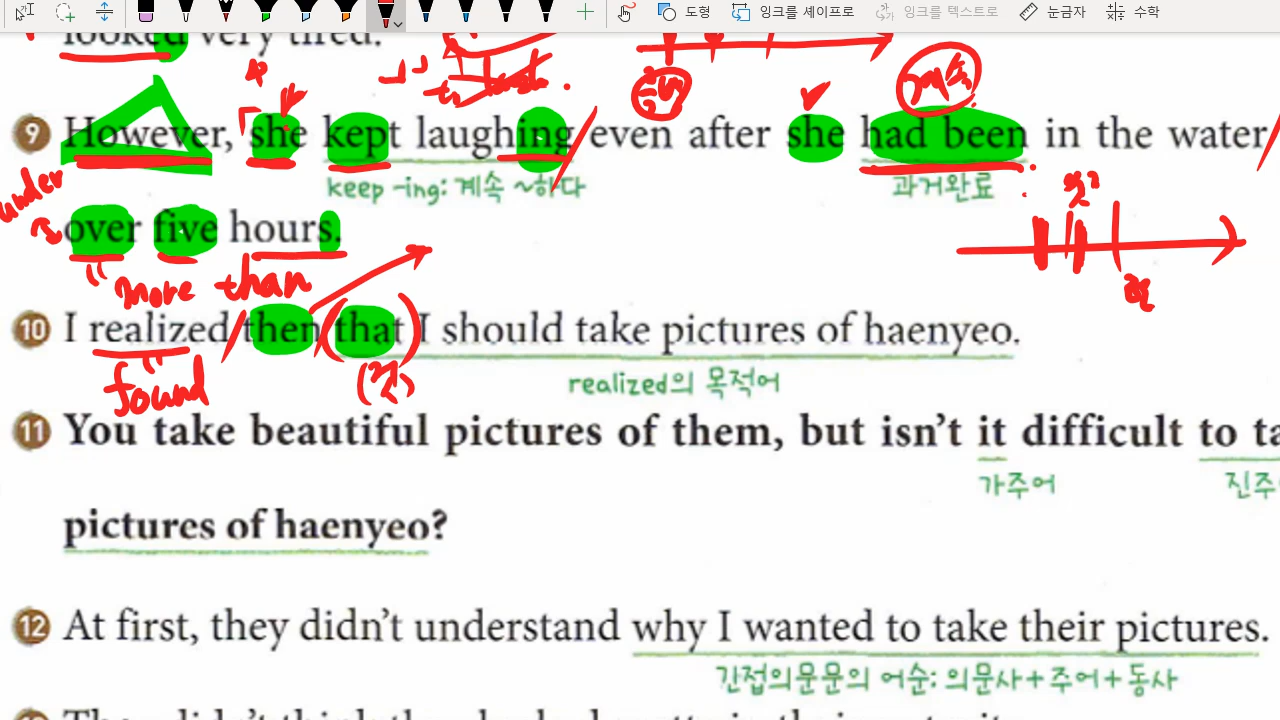 도형 잉크를 셰이프로 잉크를 텍스트로 눈금자 수학
looked very tired.
9 However, she kept laughing even after she had been in the water
keep -ing: 계속 ~하다 과거완료
under
over five hours.
more than
10 I realized then that I should take pictures of haenyeo.
found
realized의 목적어
11 You take beautiful pictures of them, but isn't it difficult to ta
가주어 진주
pictures of haenyeo?
12 At first, they didn't understand why I wanted to take their pictures.
간접의문문의 어순: 의문사+주어+동사